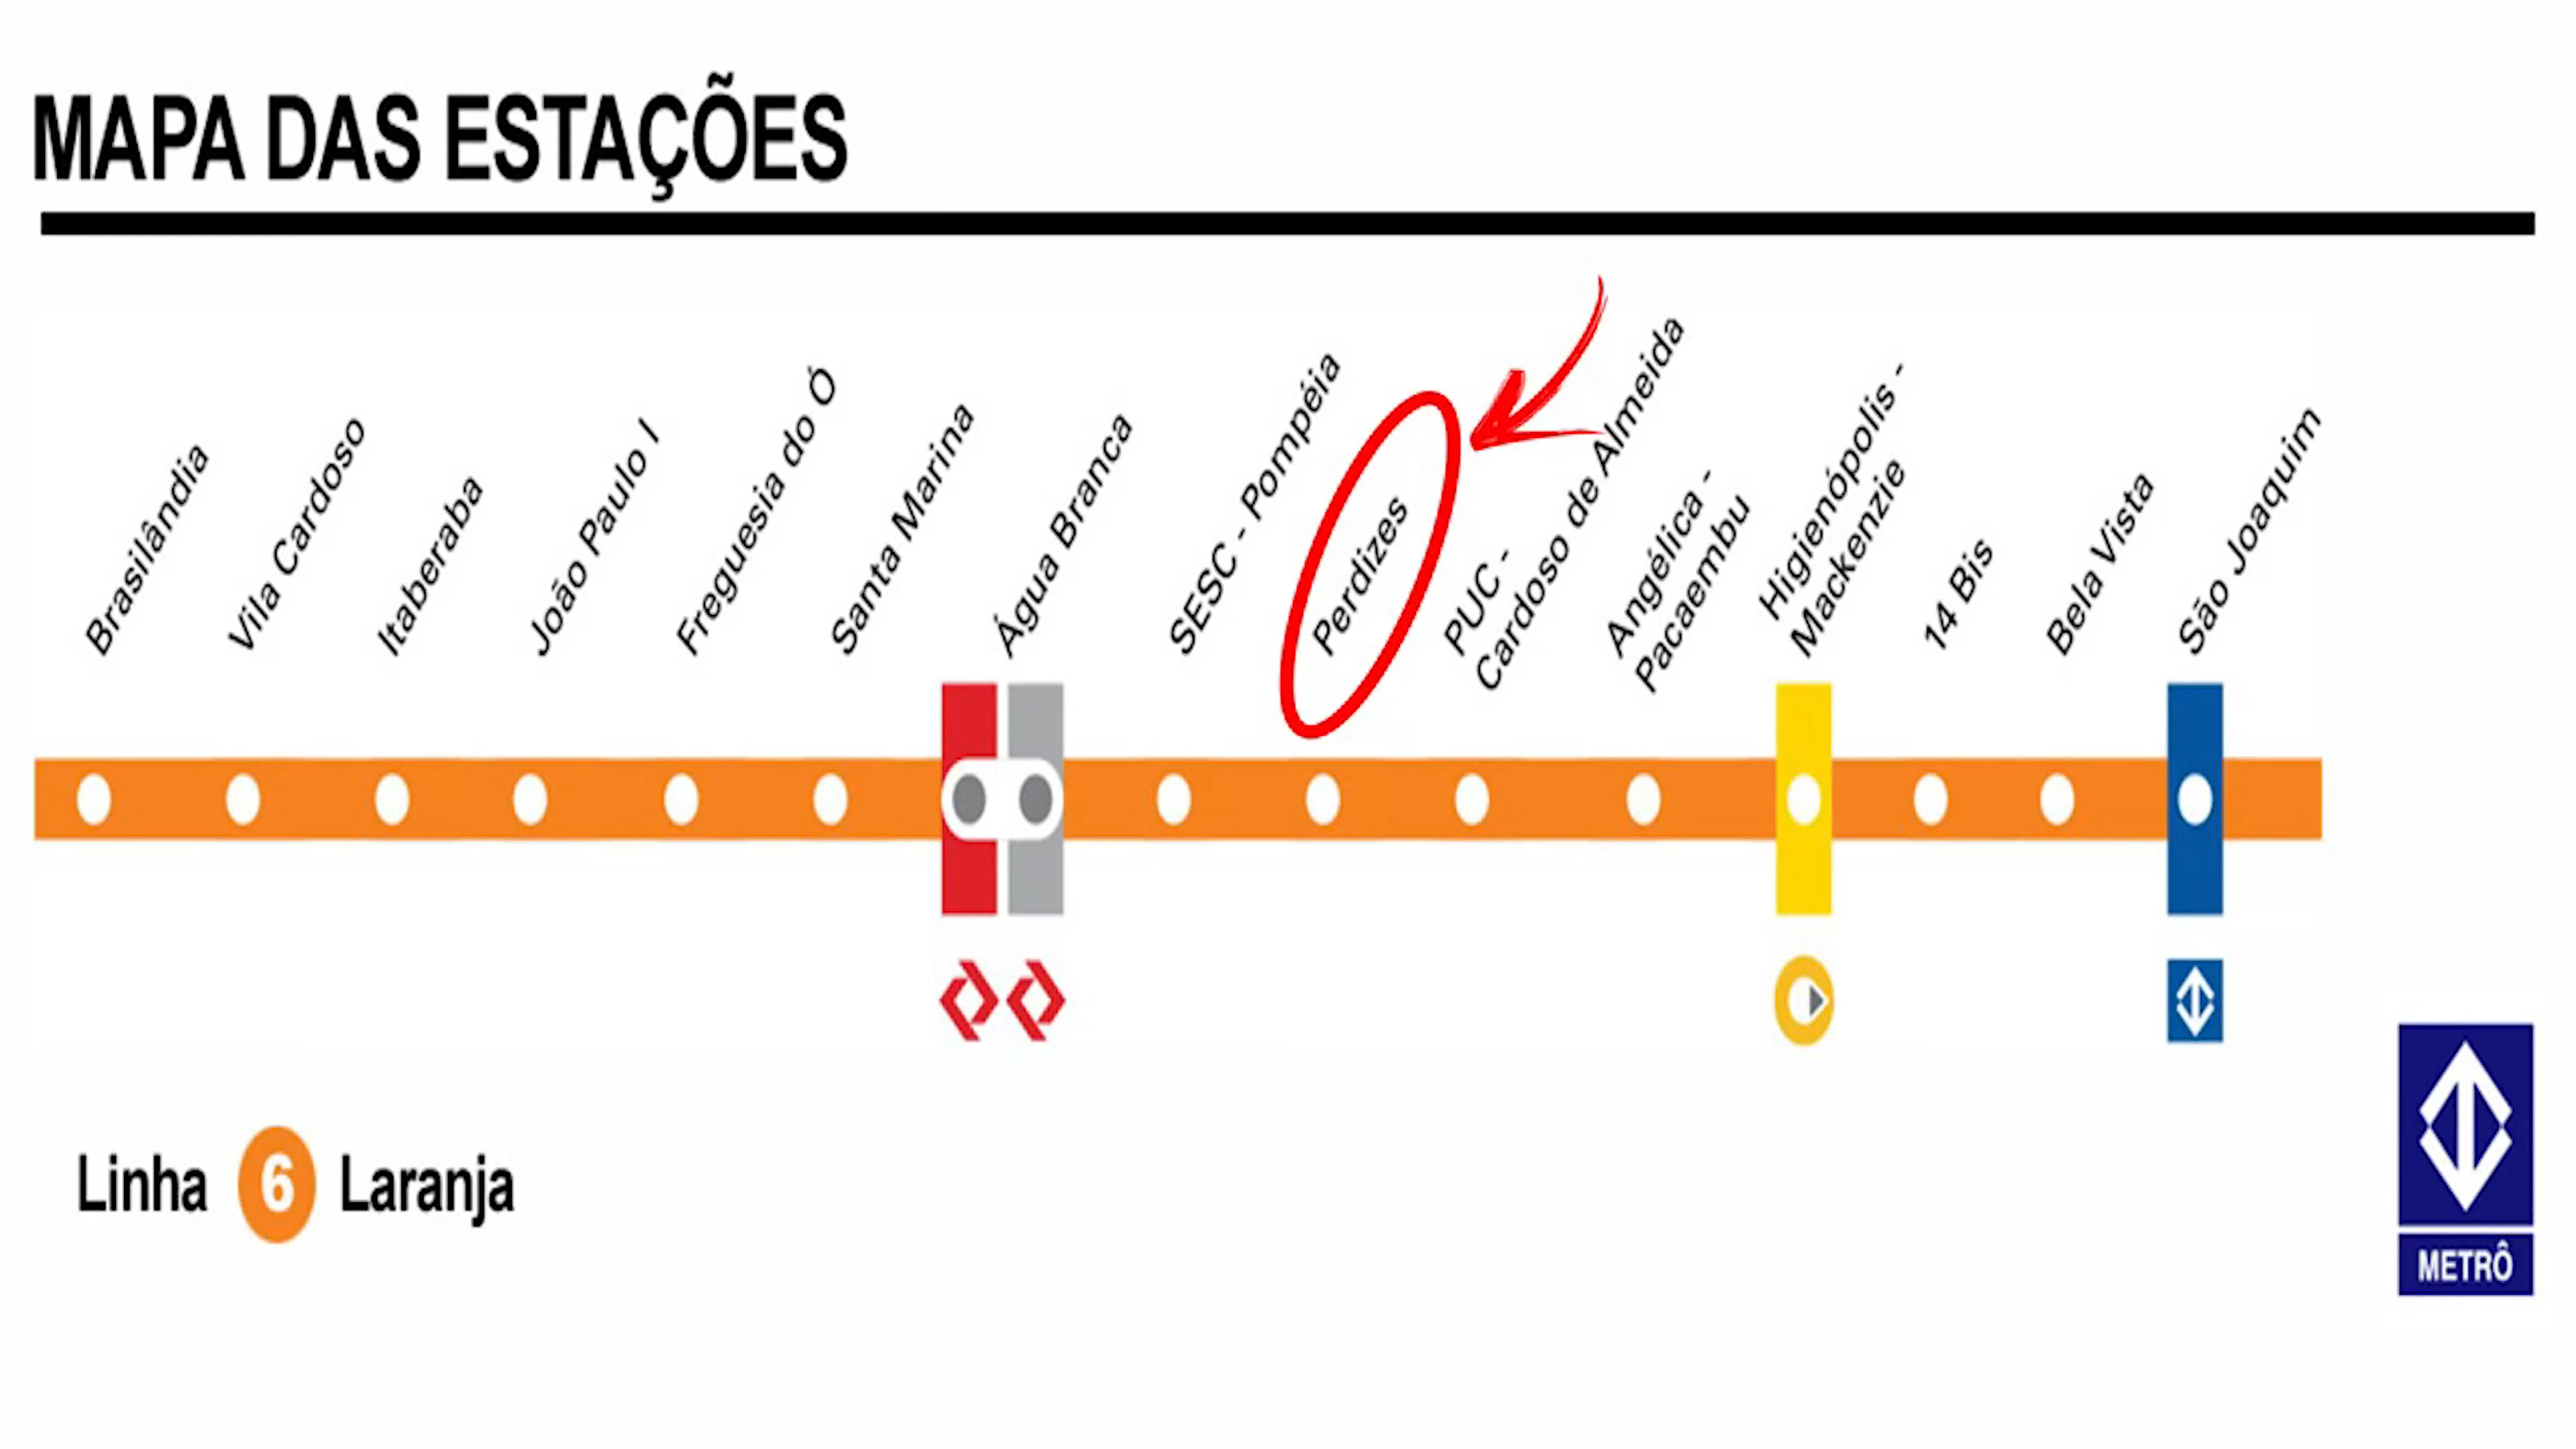 MAPA DAS ESTAÇÕES
Brasilândia
Vila Cardoso
Itaberaba
João Paulo I
Freguesia do Ó
Santa Marina
Água Branca
SESC - Pompéia
Perdizes
PUC -
Cardoso de Almeida
Angélica -
Pacaembu
Higienópolis -
Mackenzie
14 Bis
Bela Vista
São Joaquim
Linha 6 Laranja
METRÔ